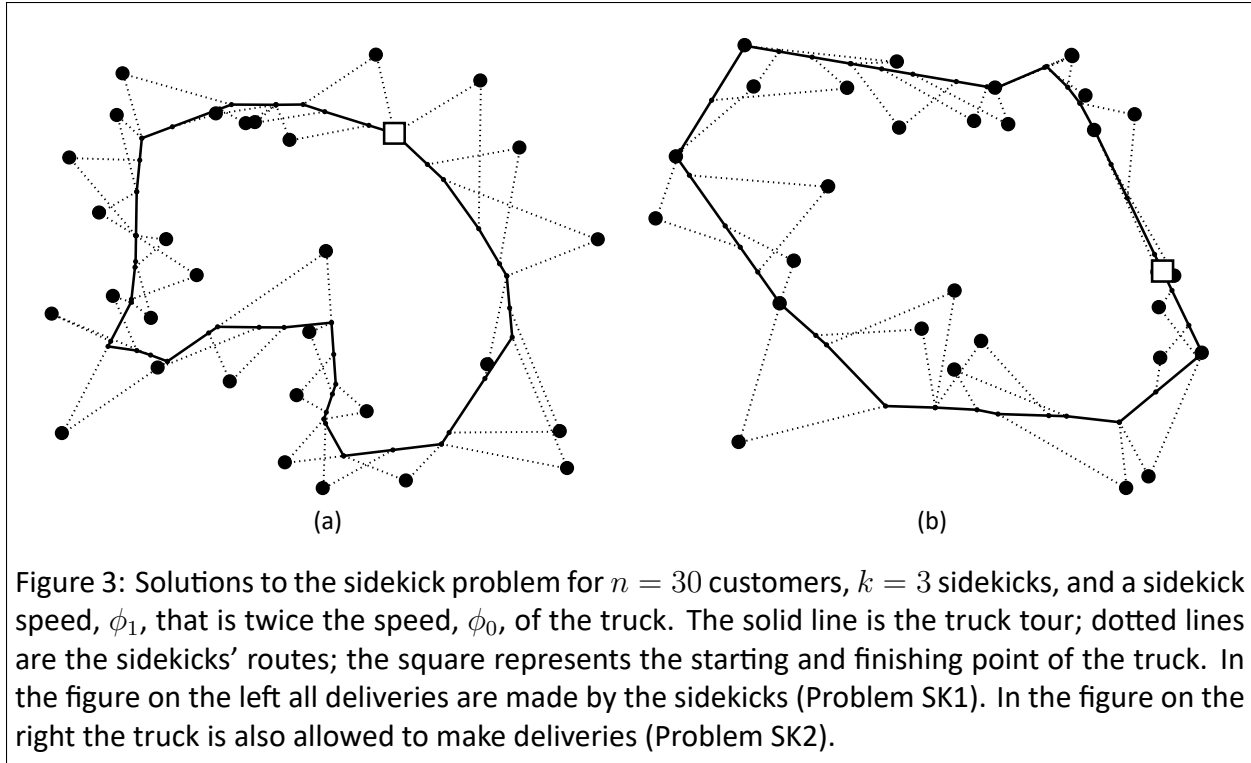 (a)
(b)
Figure 3: Solutions to the sidekick problem for n = 30 customers, k = 3 sidekicks, and a sidekick
speed, ϕ₁, that is twice the speed, ϕ₀, of the truck. The solid line is the truck tour; dotted lines
are the sidekicks’ routes; the square represents the starting and finishing point of the truck. In
the figure on the left all deliveries are made by the sidekicks (Problem SK1). In the figure on the
right the truck is also allowed to make deliveries (Problem SK2).